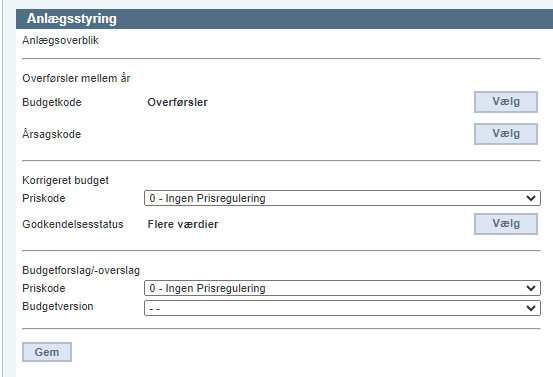 Anlægsstyring
Anlægsoverblik
Overførsler mellem år
Budgetkode Overførsler Vælg
Årsagskode Vælg
Korrigeret budget
Priskode 0 - Ingen Prisregulering
Godkendelsesstatus Flere værdier Vælg
Budgetforslag/-overslag
Priskode 0 - Ingen Prisregulering
Budgetversion - -
Gem